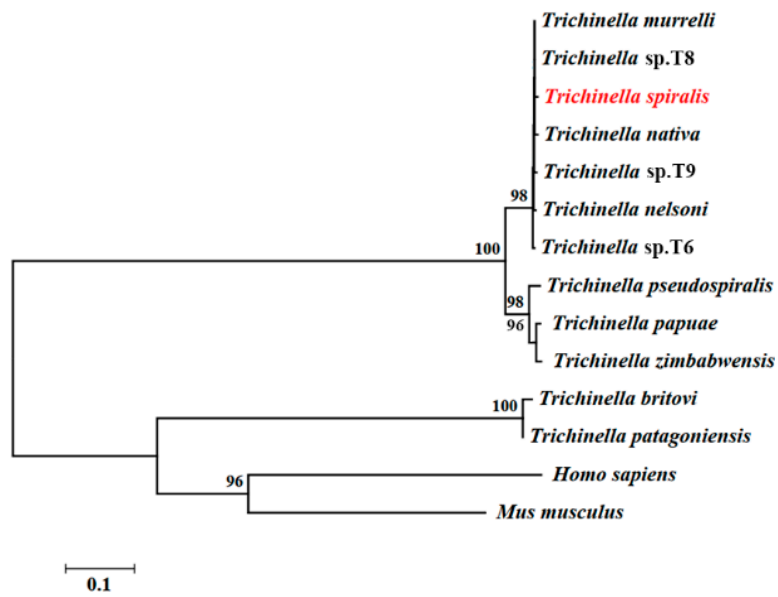 Trichinella murrelli
Trichinella sp.T8
Trichinella spiralis
Trichinella nativa
Trichinella sp.T9
98
Trichinella nelsoni
100
Trichinella sp.T6
98
Trichinella pseudospiralis
96
Trichinella papuae
Trichinella zimbabwensis
100
Trichinella britovi
Trichinella patagoniensis
96
Homo sapiens
Mus musculus
0.1